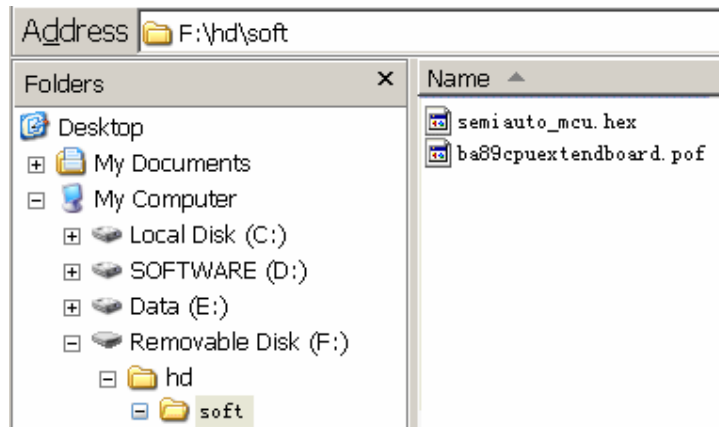 Address F:\hd\soft
Folders ×
Desktop
My Documents
My Computer
Local Disk (C:)
SOFTWARE (D:)
Data (E:)
Removable Disk (F:)
hd
soft
Name
semiauto_mcu.hex
ba89cpuextendboard.pof